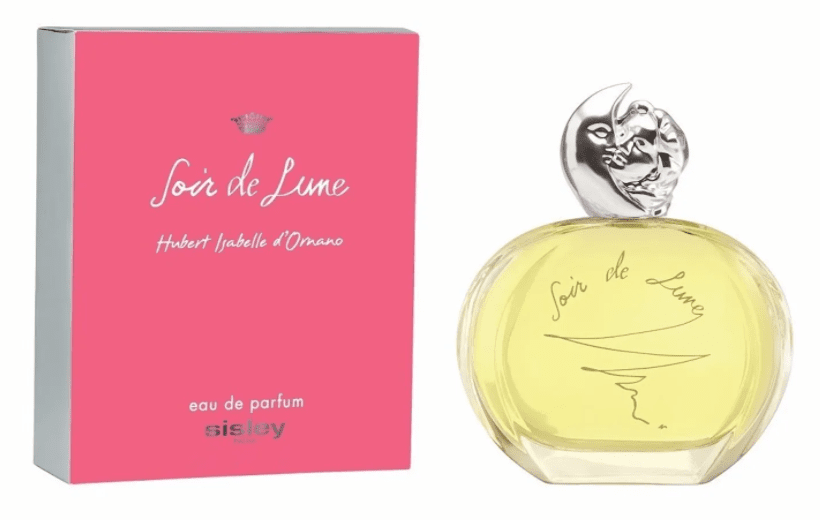 Soir de Lune
Hubert Isabelle d'Ornano
eau de parfum
sisley
Soir de Lune